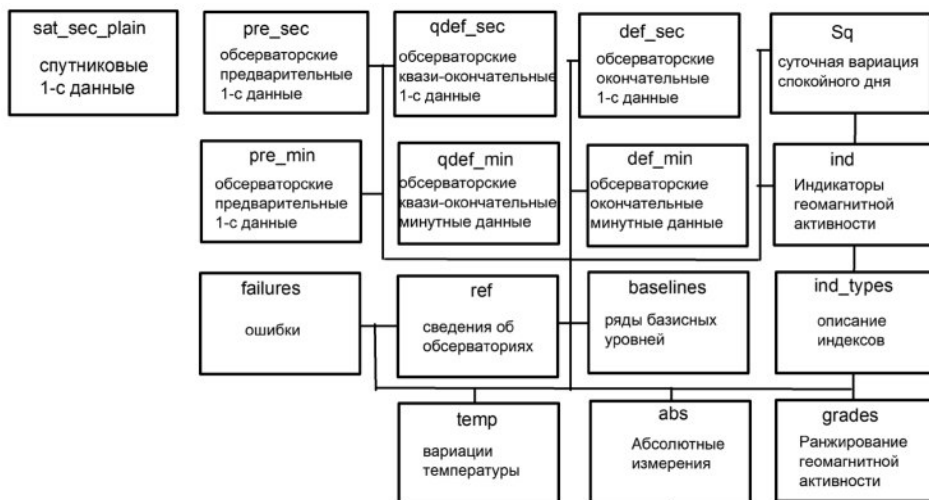 sat_sec_plain
спутниковые
1-с данные
pre_sec
обсерваторские
предварительные
1-с данные
qdef_sec
обсерваторские
квази-окончательные
1-с данные
def_sec
обсерваторские
окончательные
1-с данные
Sq
суточная вариация
спокойного дня
pre_min
обсерваторские
предварительные
1-с данные
qdef_min
обсерваторские
квази-окончательные
минутные данные
def_min
обсерваторские
окончательные
минутные данные
ind
Индикаторы
геомагнитной
активности
failures
ошибки
ref
сведения об
обсерваториях
baselines
ряды базисных
уровней
ind_types
описание
индексов
temp
вариации
температуры
abs
Абсолютные
измерения
grades
Ранжирование
геомагнитной
активности